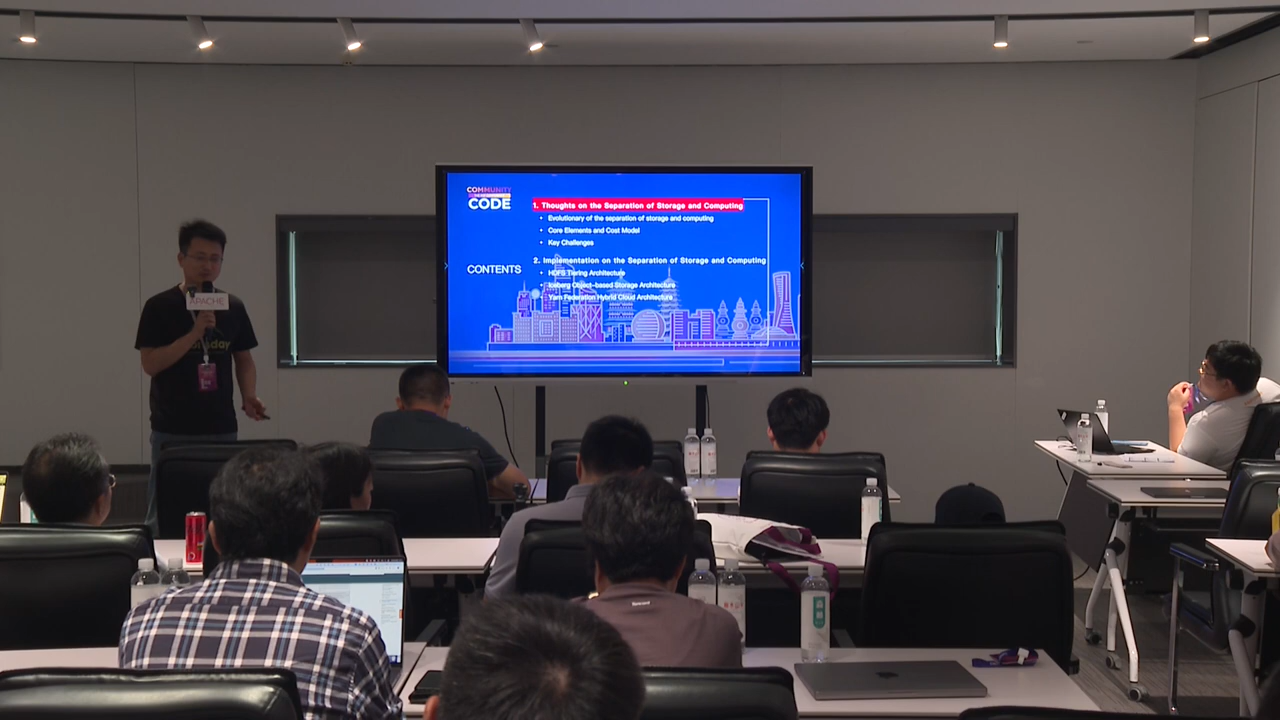 COMMUNITY
CODE
1. Thoughts on the Separation of Storage and Computing
• Evolutionary of the separation of storage and computing
• Core Elements and Cost Model
• Key Challenges
CONTENTS
2. Implementation on the Separation of Storage and Computing
• HDFS Tiering Architecture
• Iceberg Object-based Storage Architecture
• Yarn Federation Hybrid Cloud Architecture
APACHE